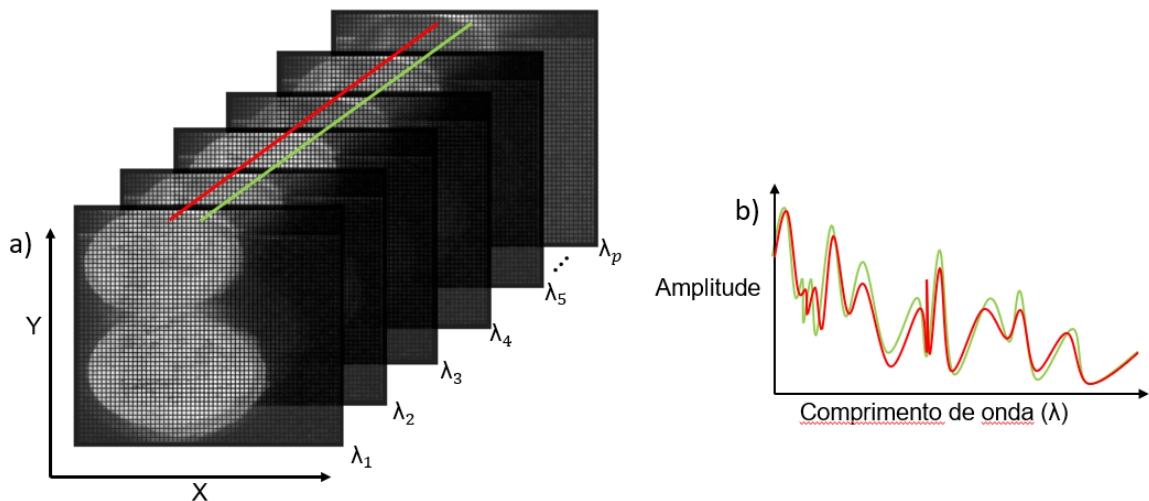 a)
Y
X
λ1
λ2
λ3
λ4
λ5
...
λp
b)
Amplitude
Comprimento de onda (λ)